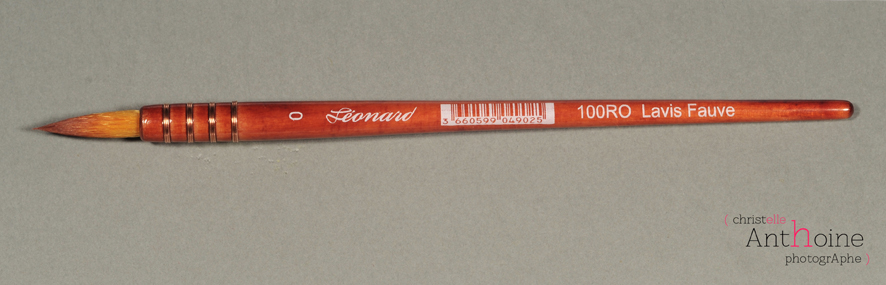 0 Léonard 3 660599 049025 100RO Lavis Fauve
( christelle
Anthoine
photogrAphe )